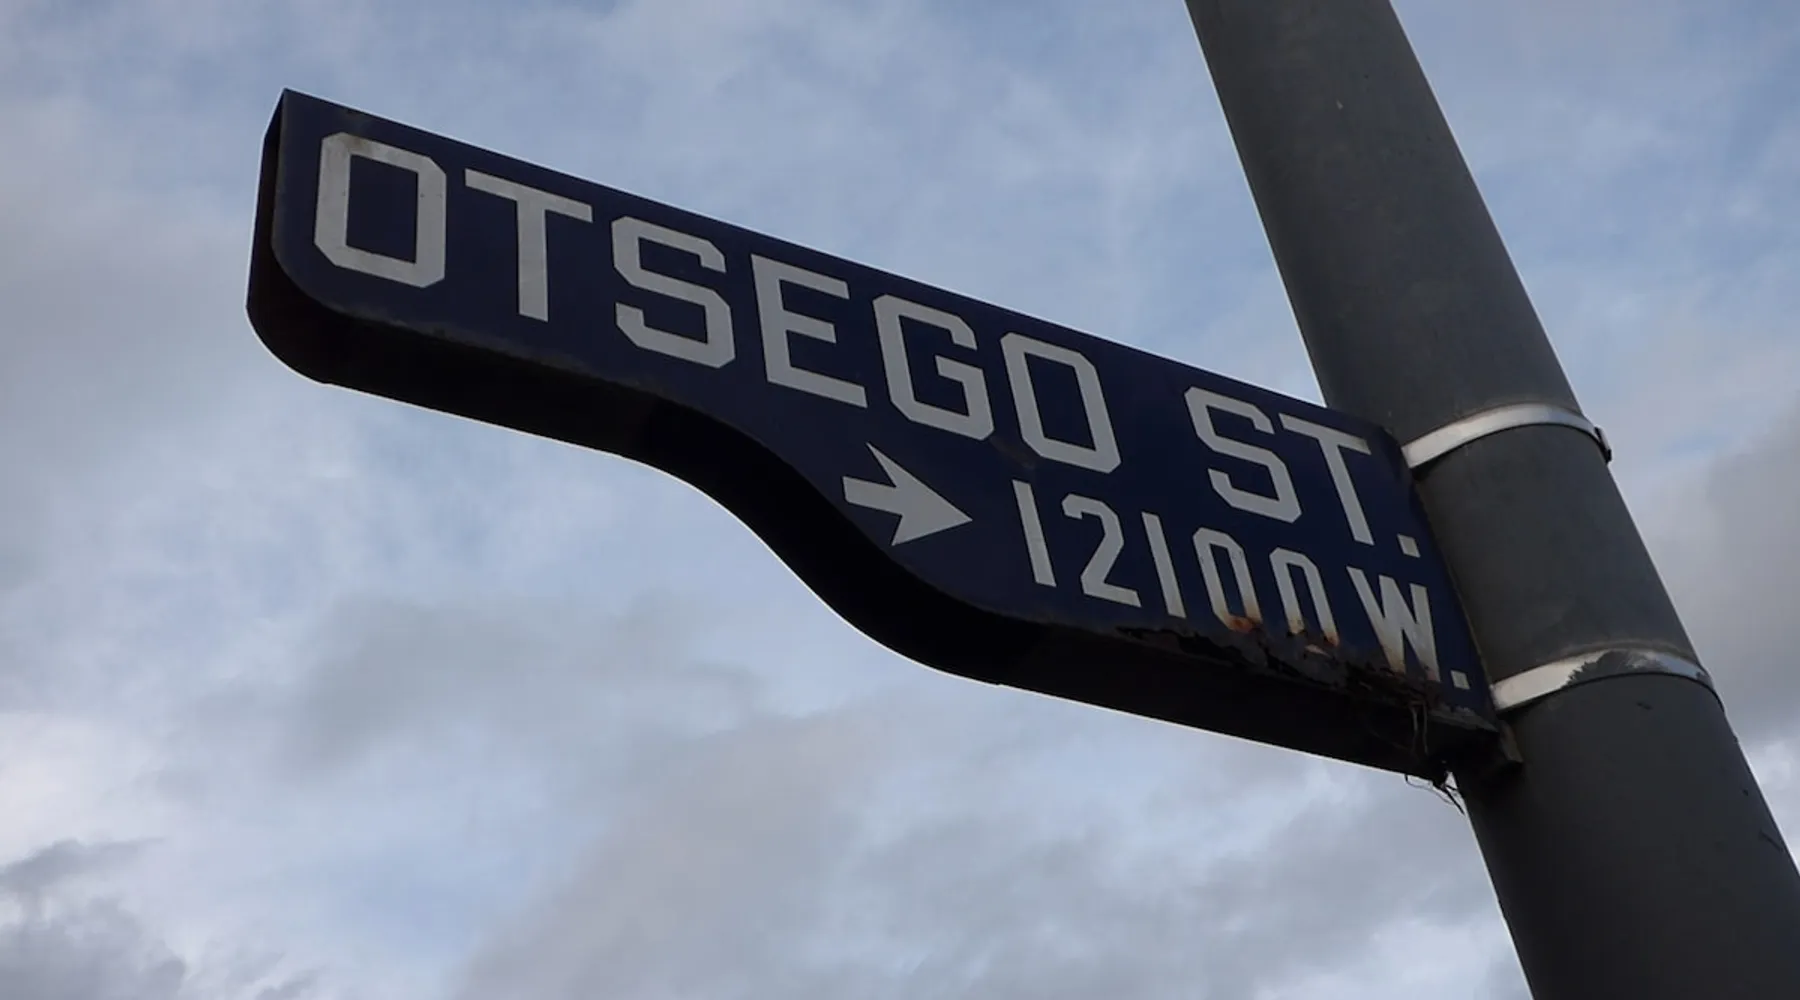 OTSEGO ST.
→ 12100 W.